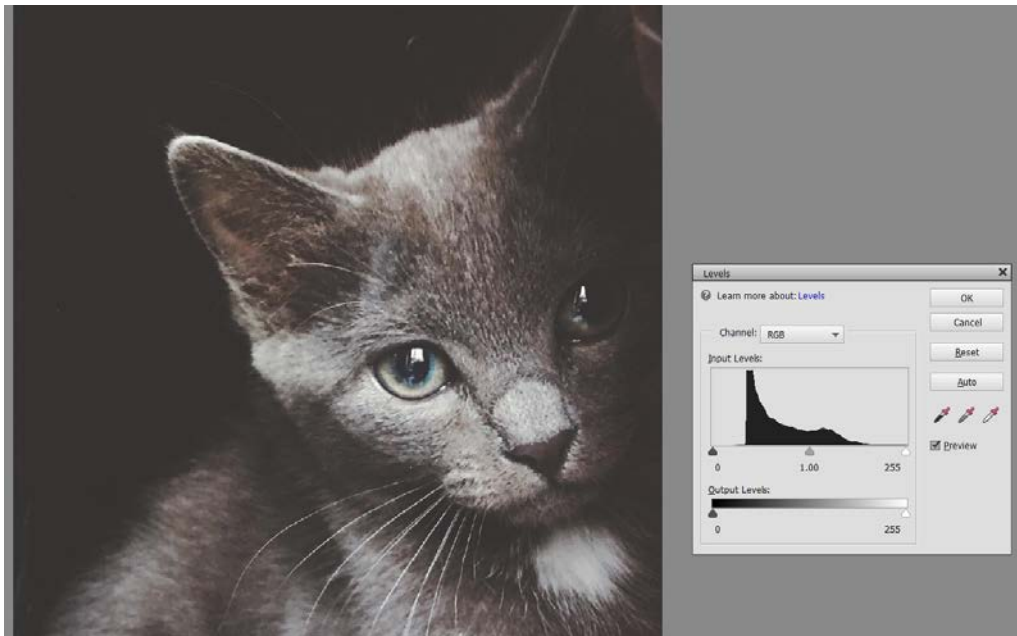 Levels
Learn more about: Levels
Channel: RGB
Input Levels:
0 1.00 255
Output Levels:
0 255
OK
Cancel
Reset
Auto
Preview